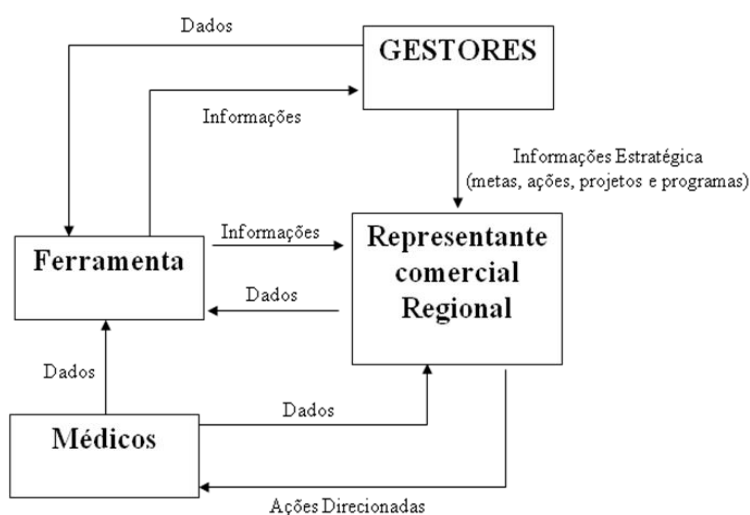 Dados
GESTORES
Informações
Informações Estratégica
(metas, ações, projetos e programas)
Ferramenta
Informações
Representante
comercial
Regional
Dados
Dados
Médicos
Dados
Ações Direcionadas